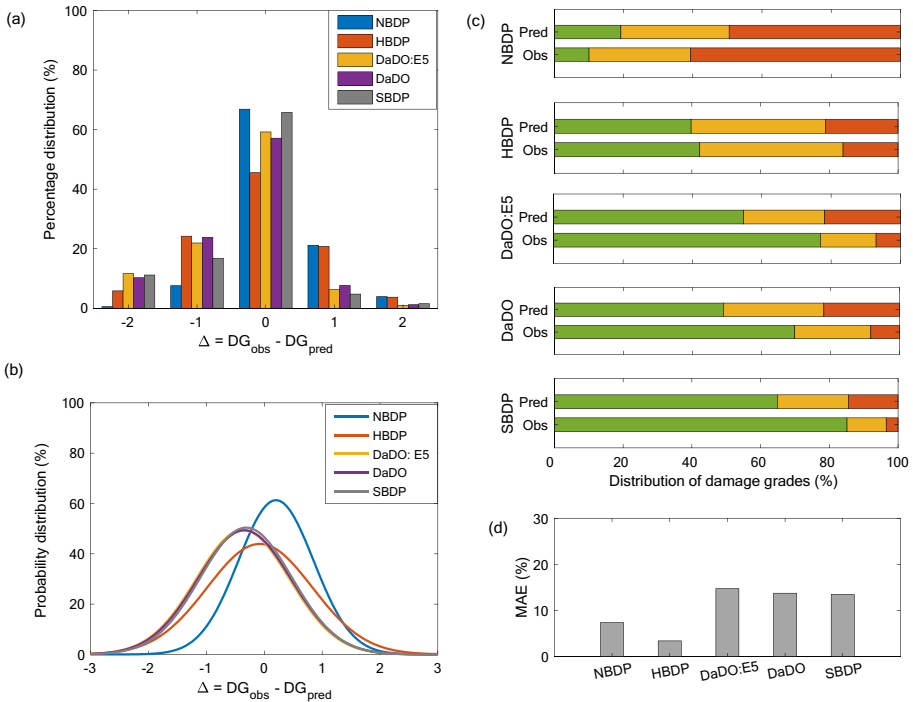 (a)
100
80
60
40
20
0
Percentage distribution (%)
NBDP
HBDP
DaDO:E5
DaDO
SBDP
-2 -1 0 1 2
Δ = DGobs - DGpred
(b)
100
80
60
40
20
0
Probability distribution (%)
NBDP
HBDP
DaDO: E5
DaDO
SBDP
-3 -2 -1 0 1 2 3
Δ = DGobs - DGpred
(c)
NBDP
Pred
Obs
HBDP
Pred
Obs
DaDO:E5
Pred
Obs
DaDO
Pred
Obs
SBDP
Pred
Obs
0 20 40 60 80 100
Distribution of damage grades (%)
(d)
30
20
10
0
MAE (%)
NBDP HBDP DaDO:E5 DaDO SBDP